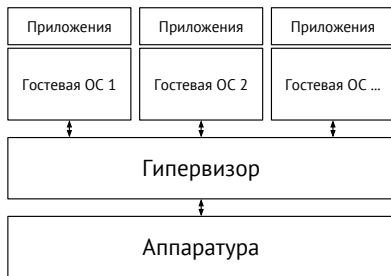 Приложения Приложения Приложения
Гостевая ОС 1 Гостевая ОС 2 Гостевая ОС ...
Гипервизор
Аппаратура